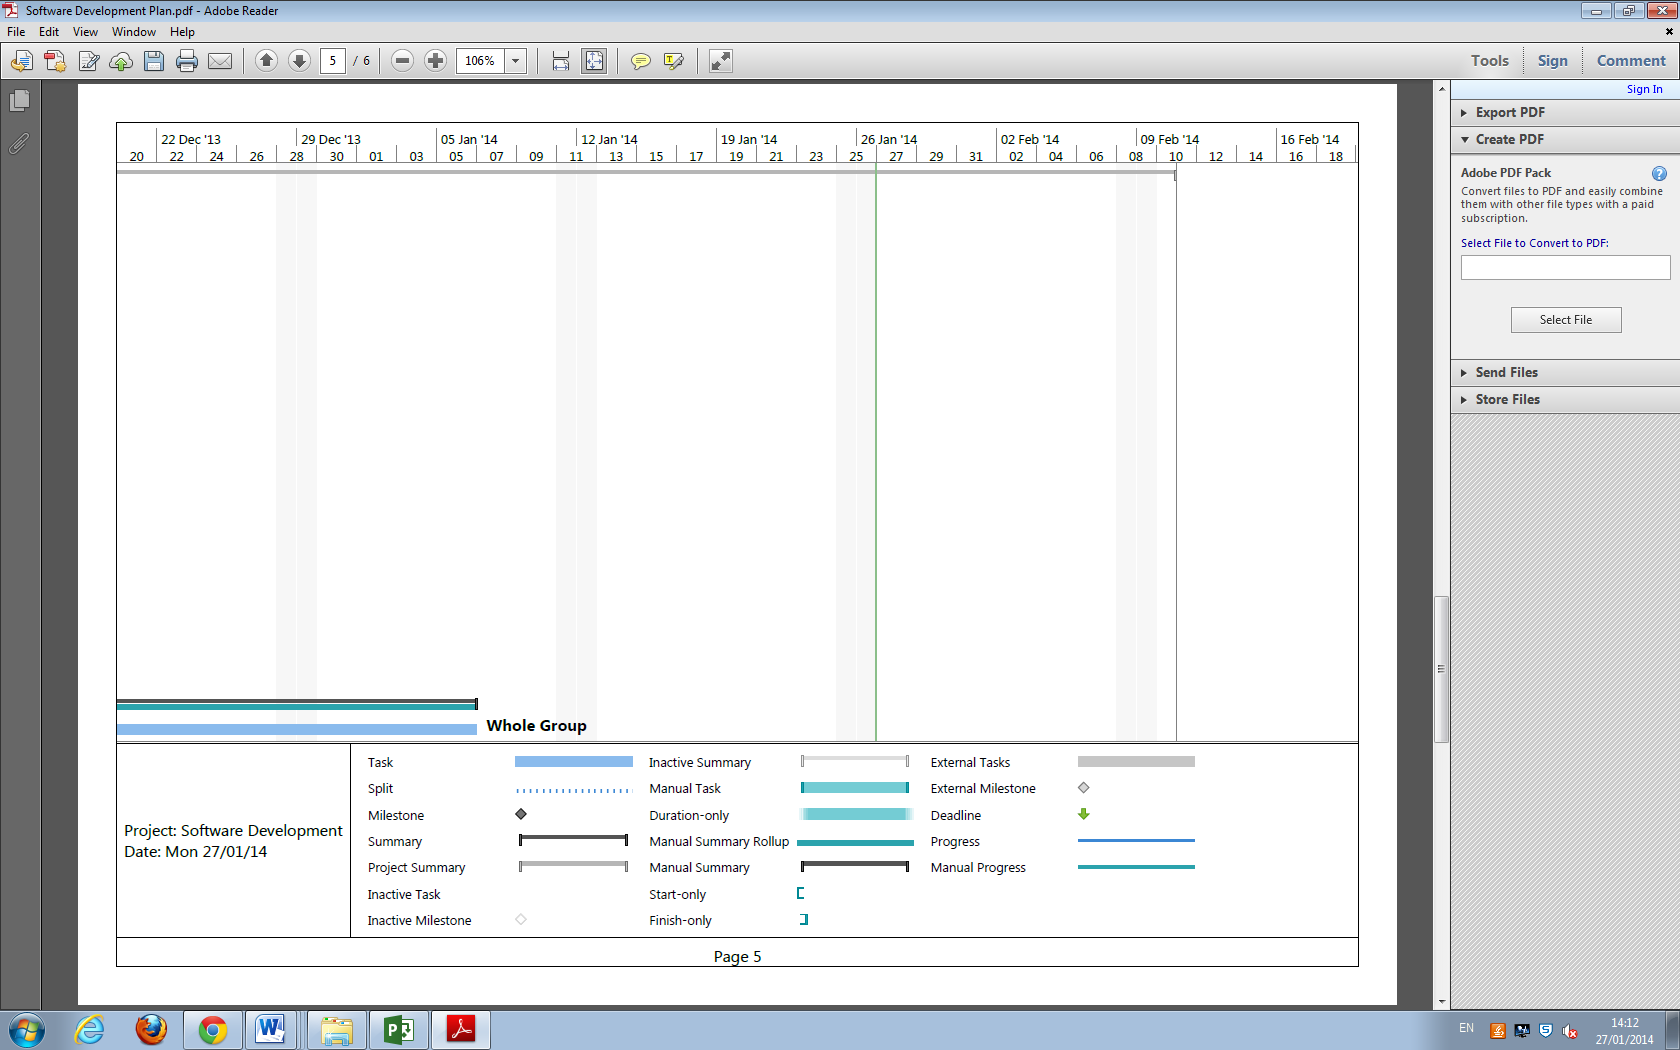 Software Development Plan.pdf - Adobe Reader
File Edit View Window Help
5 / 6 106% Tools Sign Comment
Sign In
Export PDF
Create PDF
Adobe PDF Pack
Convert files to PDF and easily combine
them with other file types with a paid
subscription.
Select File to Convert to PDF:
Select File
Send Files
Store Files
22 Dec '13 29 Dec '13 05 Jan '14 12 Jan '14 19 Jan '14 26 Jan '14 02 Feb '14 09 Feb '14 16 Feb '14
20 22 24 26 28 30 01 03 05 07 09 11 13 15 17 19 21 23 25 27 29 31 02 04 06 08 10 12 14 16 18
Whole Group
Project: Software Development
Date: Mon 27/01/14
Task
Split
Milestone
Summary
Project Summary
Inactive Task
Inactive Milestone
Inactive Summary
Manual Task
Duration-only
Manual Summary Rollup
Manual Summary
Start-only
Finish-only
External Tasks
External Milestone
Deadline
Progress
Manual Progress
Page 5
EN
14:12
27/01/2014